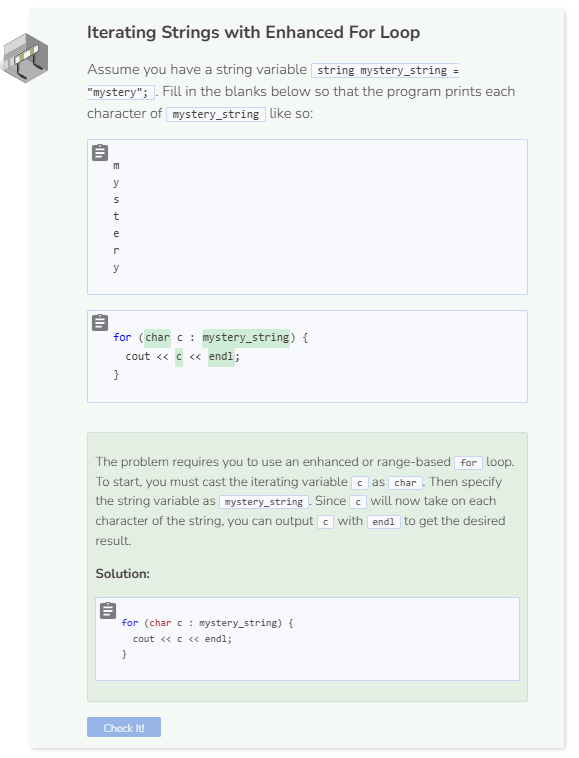 Iterating Strings with Enhanced For Loop
Assume you have a string variable string mystery_string =
"mystery"; . Fill in the blanks below so that the program prints each
character of mystery_string like so:
m
y
s
t
e
r
y
for (char c : mystery_string) {
cout << c << endl;
}
The problem requires you to use an enhanced or range-based for loop.
To start, you must cast the iterating variable c as char . Then specify
the string variable as mystery_string . Since c will now take on each
character of the string, you can output c with endl to get the desired
result.
Solution:
for (char c : mystery_string) {
cout << c << endl;
}
Check It!